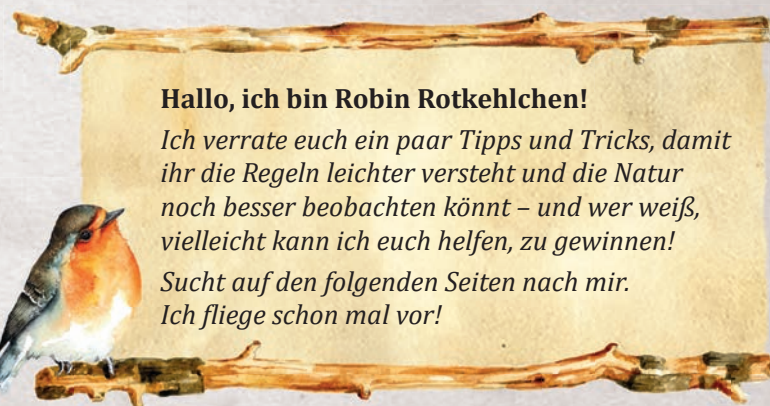 Hallo, ich bin Robin Rotkehlchen!
Ich verrate euch ein paar Tipps und Tricks, damit
ihr die Regeln leichter versteht und die Natur
noch besser beobachten könnt – und wer weiß,
vielleicht kann ich euch helfen, zu gewinnen!
Sucht auf den folgenden Seiten nach mir.
Ich fliege schon mal vor!